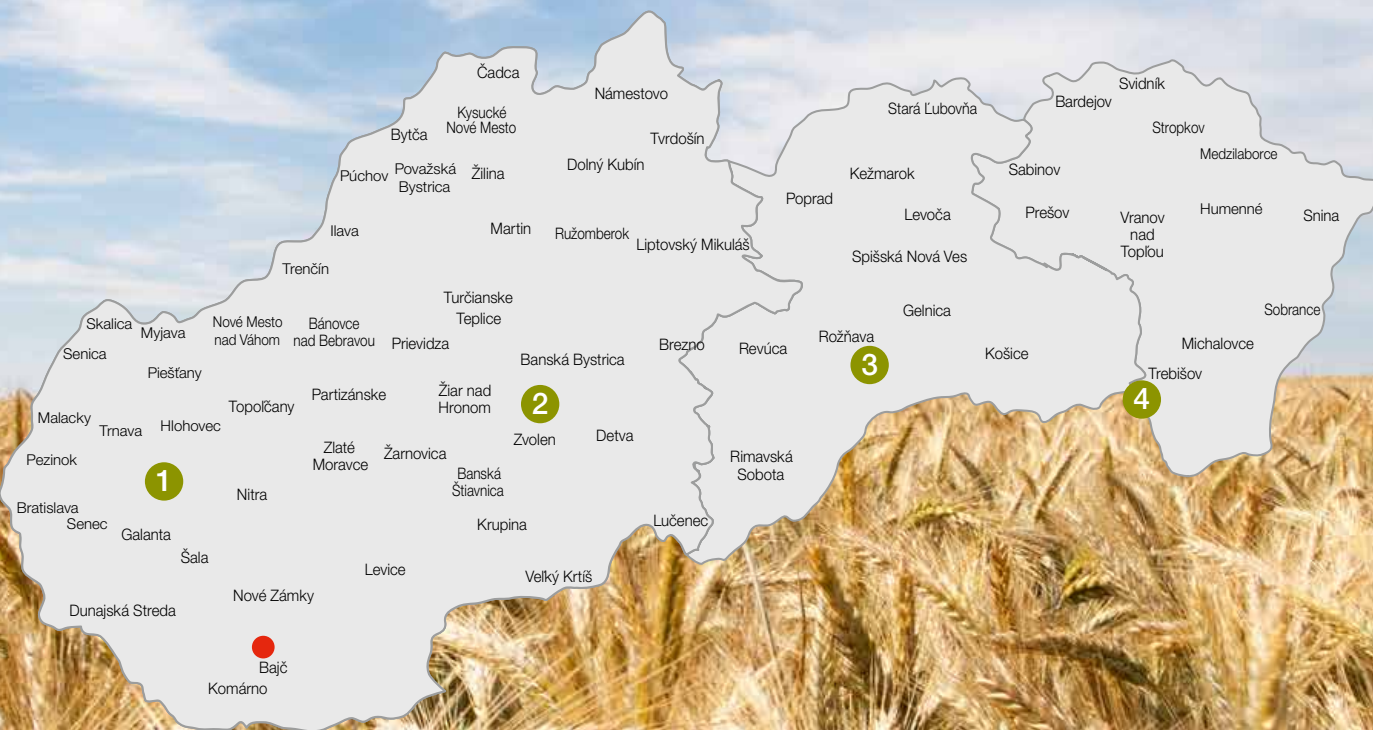 Čadca
Námestovo
Kysucké
Nové Mesto
Bytča
Tvrdošín
Dolný Kubín
Považská
Bystrica
Púchov
Žilina
Martin
Ružomberok
Liptovský Mikuláš
Ilava
Trenčín
Turčianske
Teplice
Skalica
Myjava
Nové Mesto
nad Váhom
Bánovce
nad Bebravou
Prievidza
Banská Bystrica
Brezno
Senica
Piešťany
Partizánske
Žiar nad
Hronom
2
Topoľčany
Malacky
Trnava
Hlohovec
Zvolen
Detva
Zlaté
Moravce
Žarnovica
Pezinok
1
Banská
Štiavnica
Nitra
Bratislava
Senec
Galanta
Krupina
Lučenec
Šala
Levice
Veľký Krtíš
Nové Zámky
Dunajská Streda
Bajč
Komárno
Stará Ľubovňa
Kežmarok
Poprad
Levoča
Spišská Nová Ves
Gelnica
Rožňava
Revúca
3
Košice
Rimavská
Sobota
Svidník
Bardejov
Stropkov
Medzilaborce
Sabinov
Prešov
Vranov
nad
Topľou
Humenné
Snina
Sobrance
Michalovce
Trebišov
4